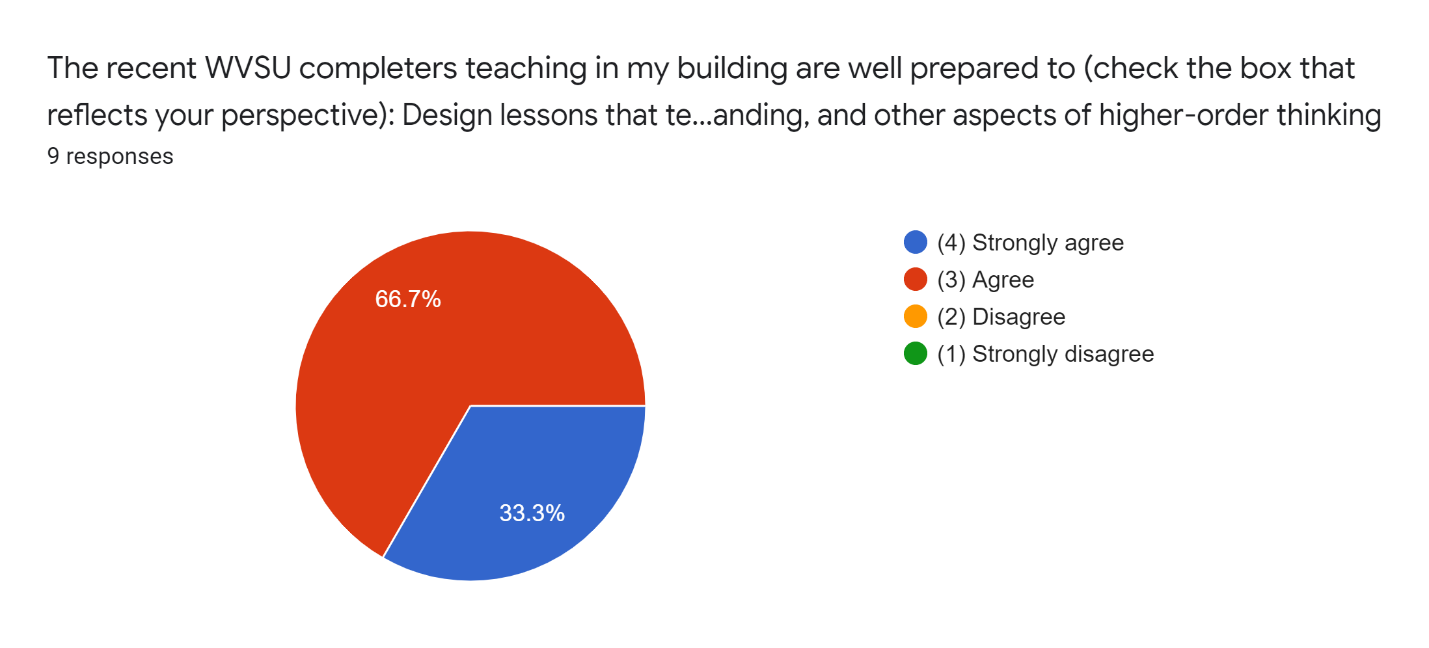 The recent WVSU completers teaching in my building are well prepared to (check the box that
reflects your perspective): Design lessons that te...anding, and other aspects of higher-order thinking
9 responses
66.7%
33.3%
(4) Strongly agree
(3) Agree
(2) Disagree
(1) Strongly disagree